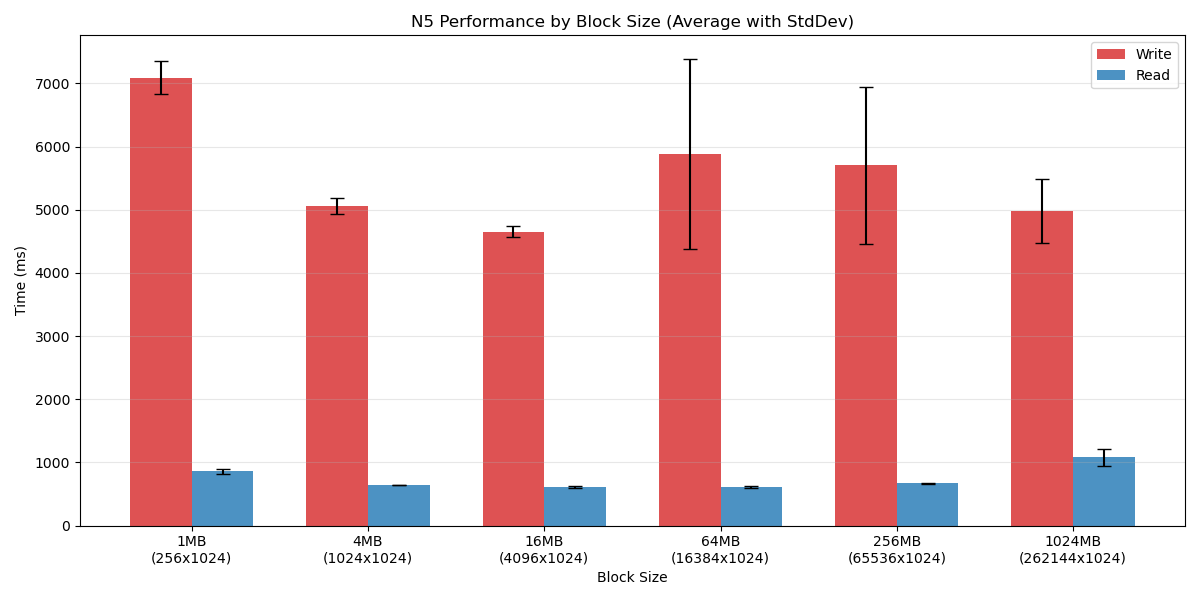 N5 Performance by Block Size (Average with StdDev)
Write
Read
Time (ms)
7000
6000
5000
4000
3000
2000
1000
0
1MB
(256x1024)
4MB
(1024x1024)
16MB
(4096x1024)
64MB
(16384x1024)
256MB
(65536x1024)
1024MB
(262144x1024)
Block Size